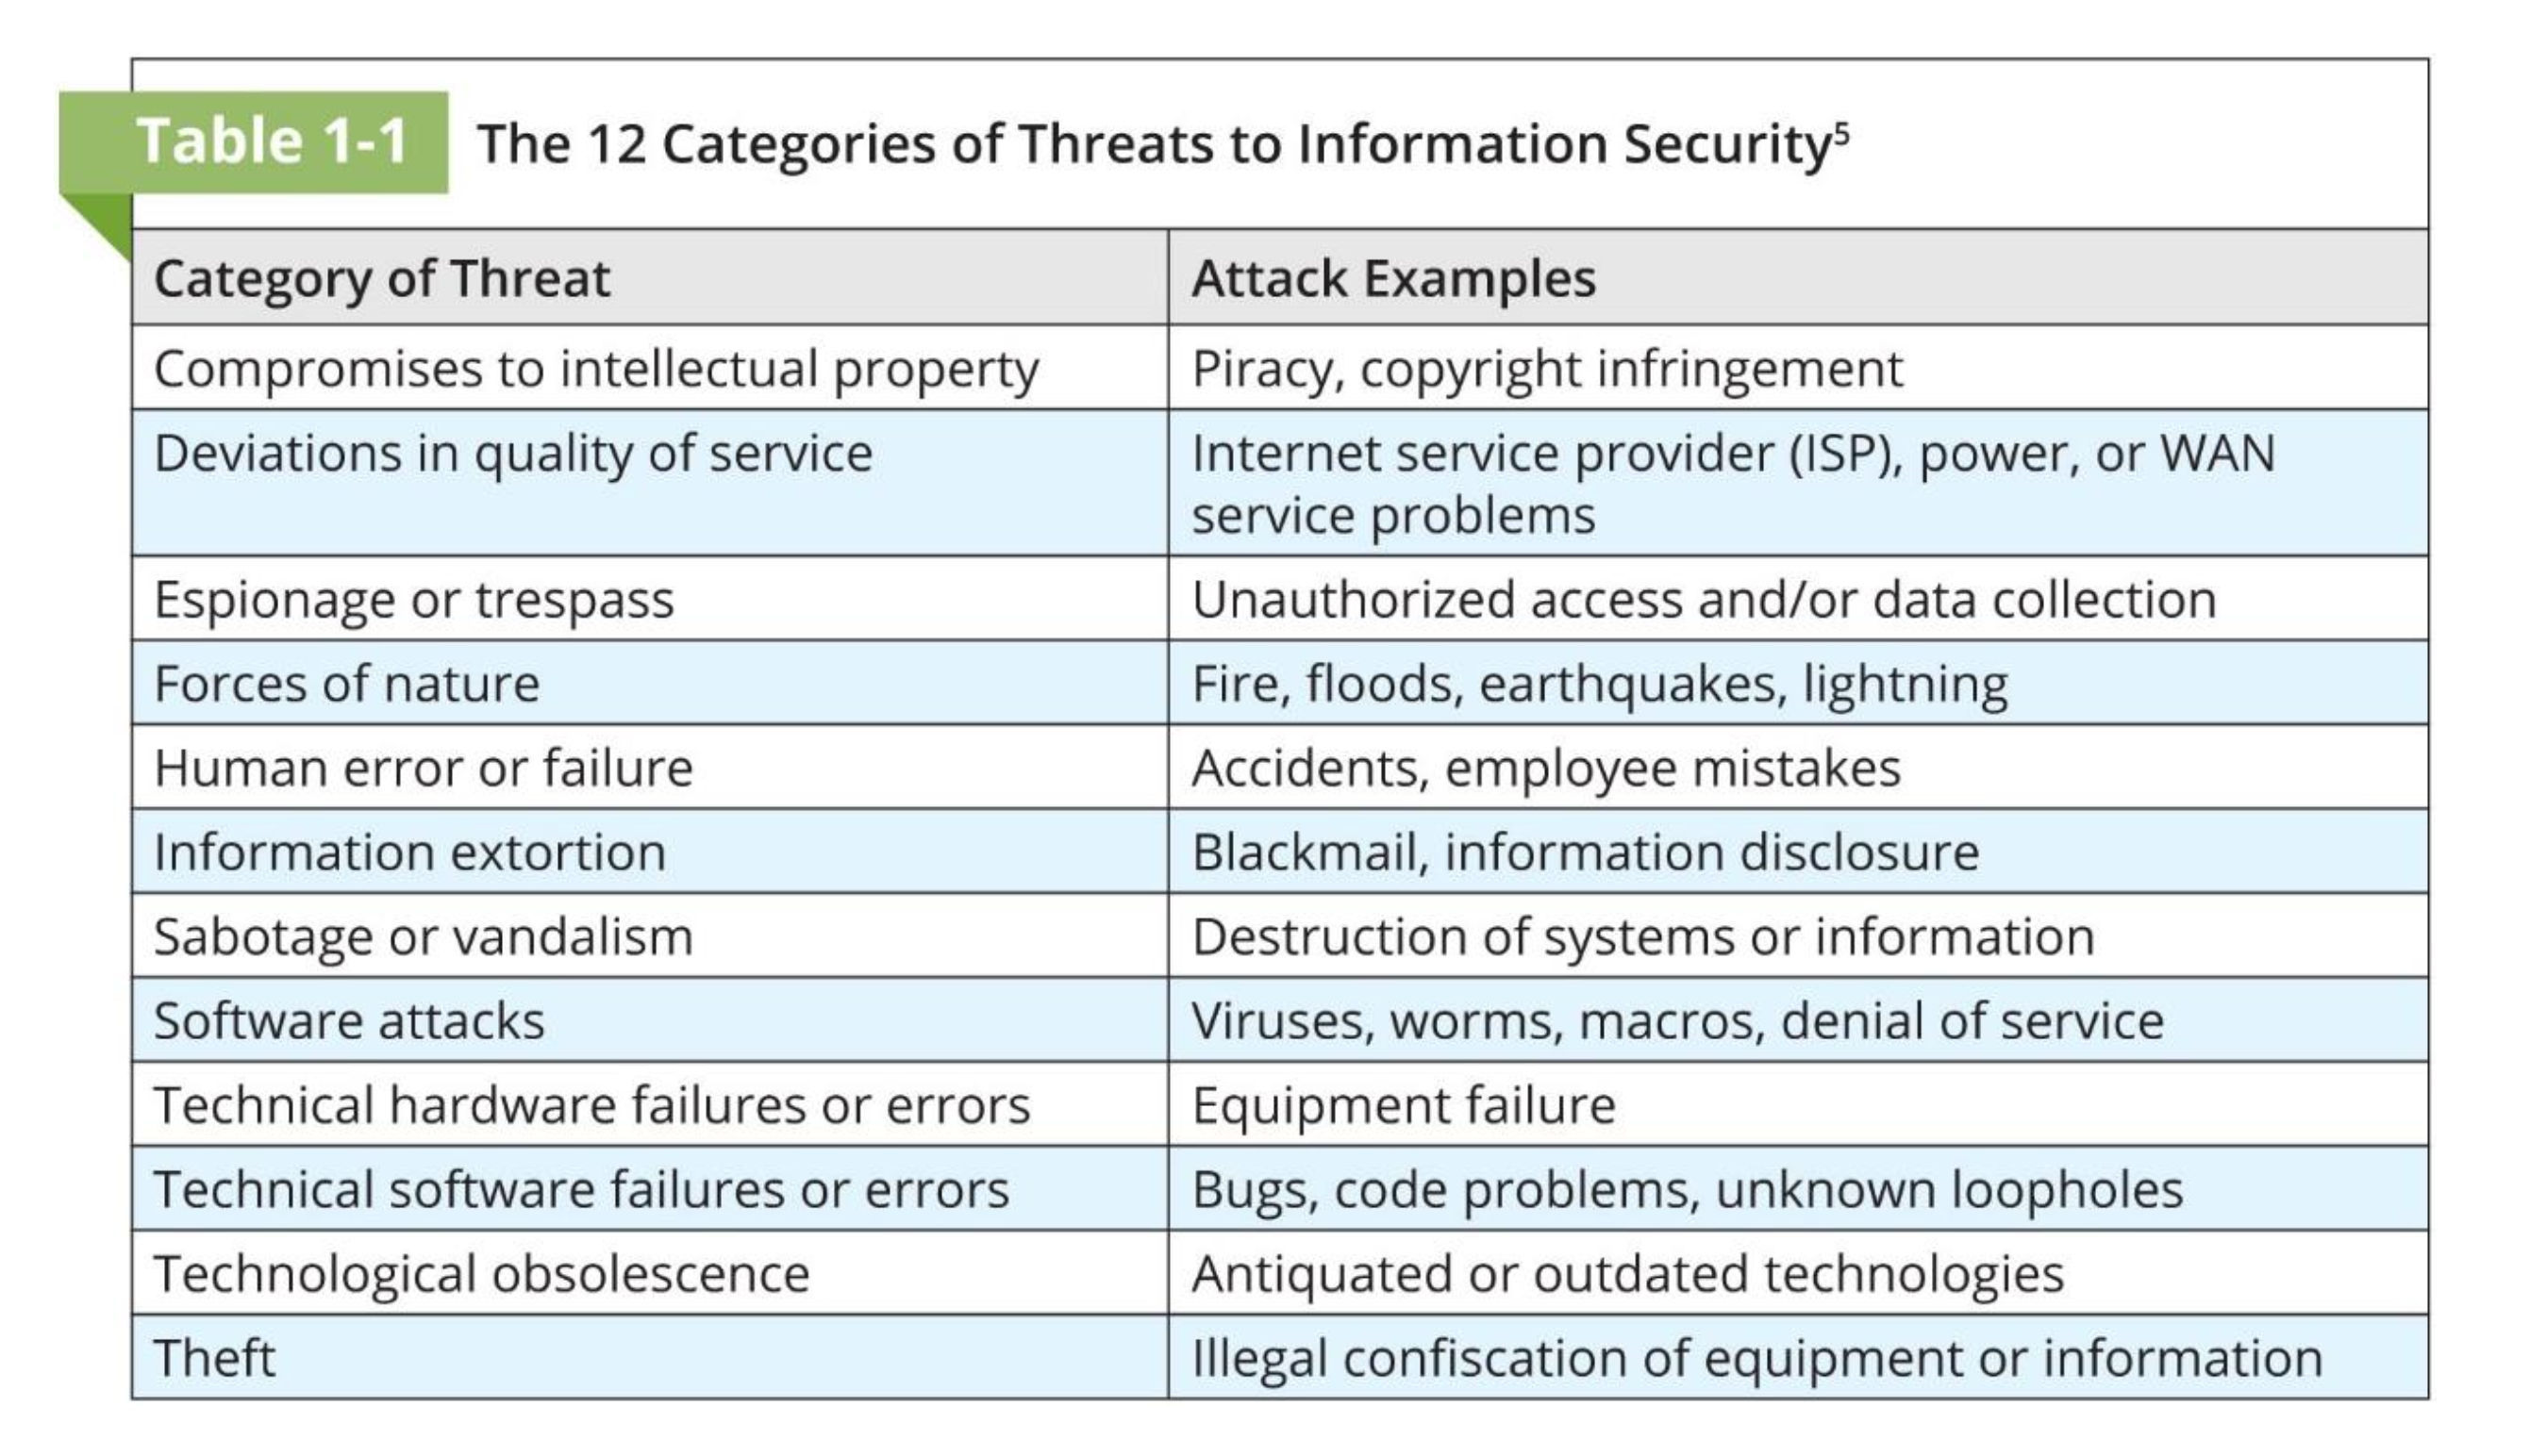 Table 1-1 The 12 Categories of Threats to Information Security⁵
Category of Threat Attack Examples
Compromises to intellectual property Piracy, copyright infringement
Deviations in quality of service Internet service provider (ISP), power, or WAN
service problems
Espionage or trespass Unauthorized access and/or data collection
Forces of nature Fire, floods, earthquakes, lightning
Human error or failure Accidents, employee mistakes
Information extortion Blackmail, information disclosure
Sabotage or vandalism Destruction of systems or information
Software attacks Viruses, worms, macros, denial of service
Technical hardware failures or errors Equipment failure
Technical software failures or errors Bugs, code problems, unknown loopholes
Technological obsolescence Antiquated or outdated technologies
Theft Illegal confiscation of equipment or information